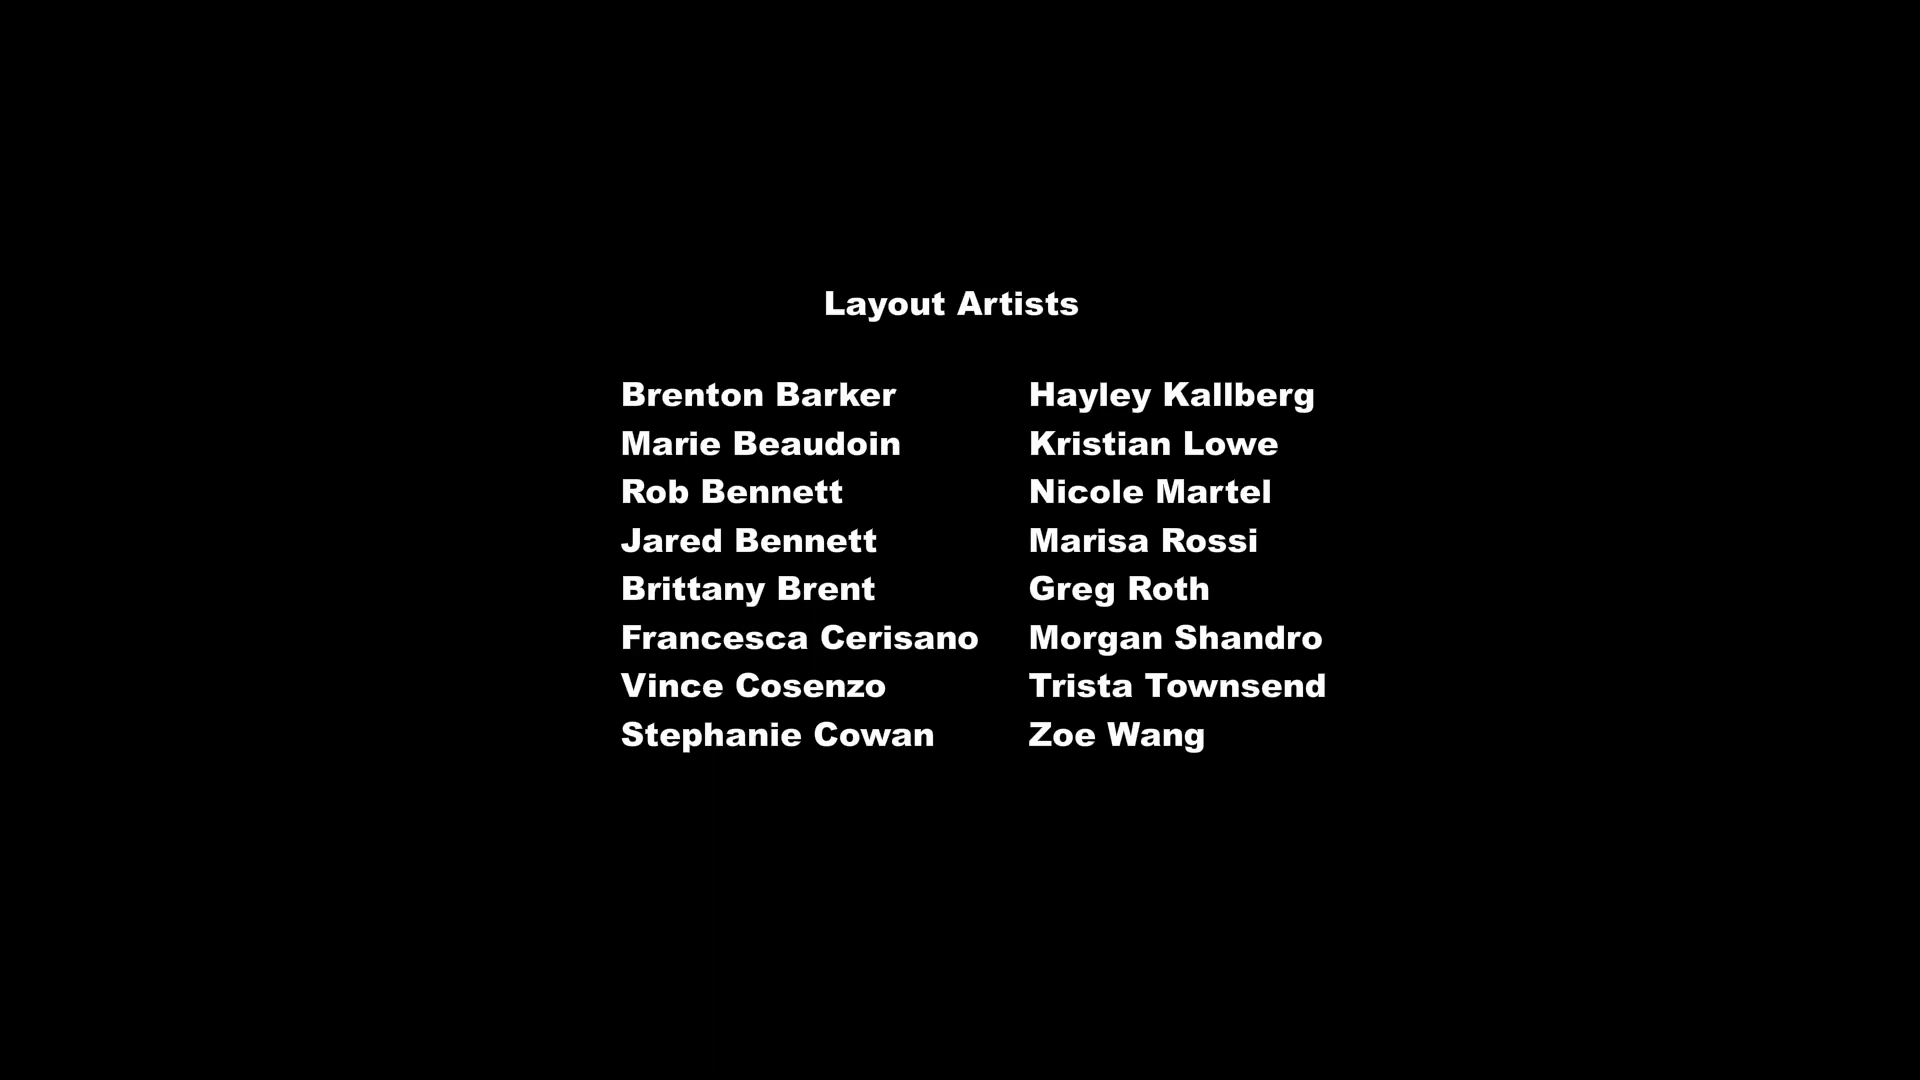 Layout Artists
Brenton Barker
Marie Beaudoin
Rob Bennett
Jared Bennett
Brittany Brent
Francesca Cerisano
Vince Cosenzo
Stephanie Cowan
Hayley Kallberg
Kristian Lowe
Nicole Martel
Marisa Rossi
Greg Roth
Morgan Shandro
Trista Townsend
Zoe Wang